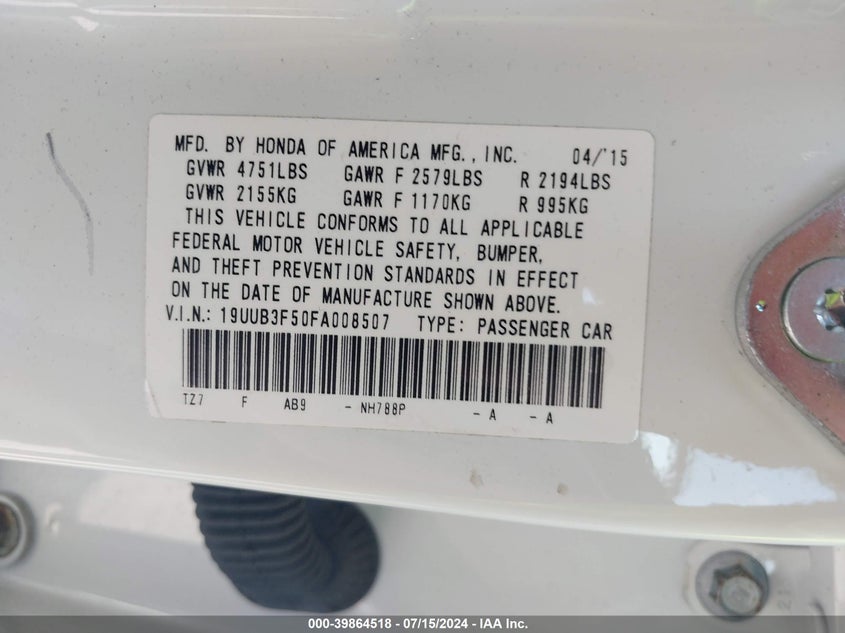 MFD. BY HONDA OF AMERICA MFG., INC. 04/'15
GVWR 4751LBS GAWR F 2579LBS R 2194LBS
GVWR 2155KG GAWR F 1170KG R 995KG
THIS VEHICLE CONFORMS TO ALL APPLICABLE
FEDERAL MOTOR VEHICLE SAFETY, BUMPER,
AND THEFT PREVENTION STANDARDS IN EFFECT
ON THE DATE OF MANUFACTURE SHOWN ABOVE.
V.I.N.: 19UUB3F50FA008507 TYPE: PASSENGER CAR
TZ7 F AB9 - NH788P - A - A
21
000-39864518 - 07/15/2024 - IAA Inc.